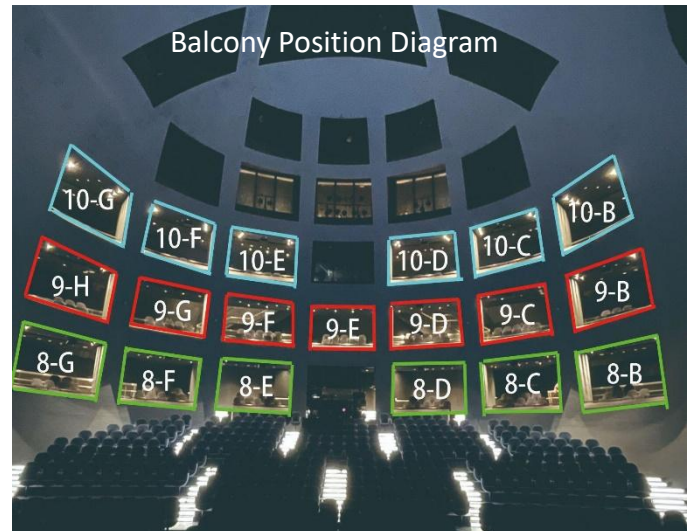 Balcony Position Diagram
10-G 10-F 10-E 10-D 10-C 10-B
9-H 9-G 9-F 9-E 9-D 9-C 9-B
8-G 8-F 8-E 8-D 8-C 8-B